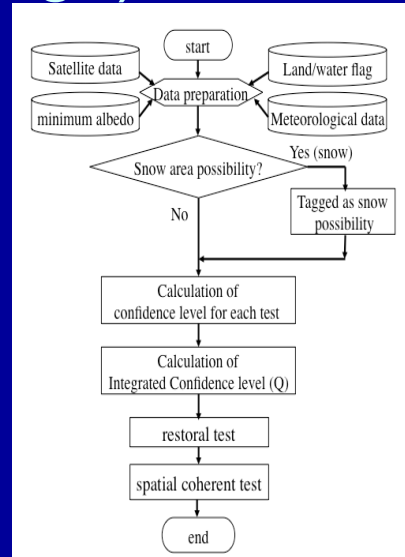 start
Satellite data
Land/water flag
Data preparation
minimum albedo
Meteorological data
Snow area possibility?
Yes (snow)
Tagged as snow
possibility
No
Calculation of
confidence level for each test
Calculation of
Integrated Confidence level (Q)
restoral test
spatial coherent test
end